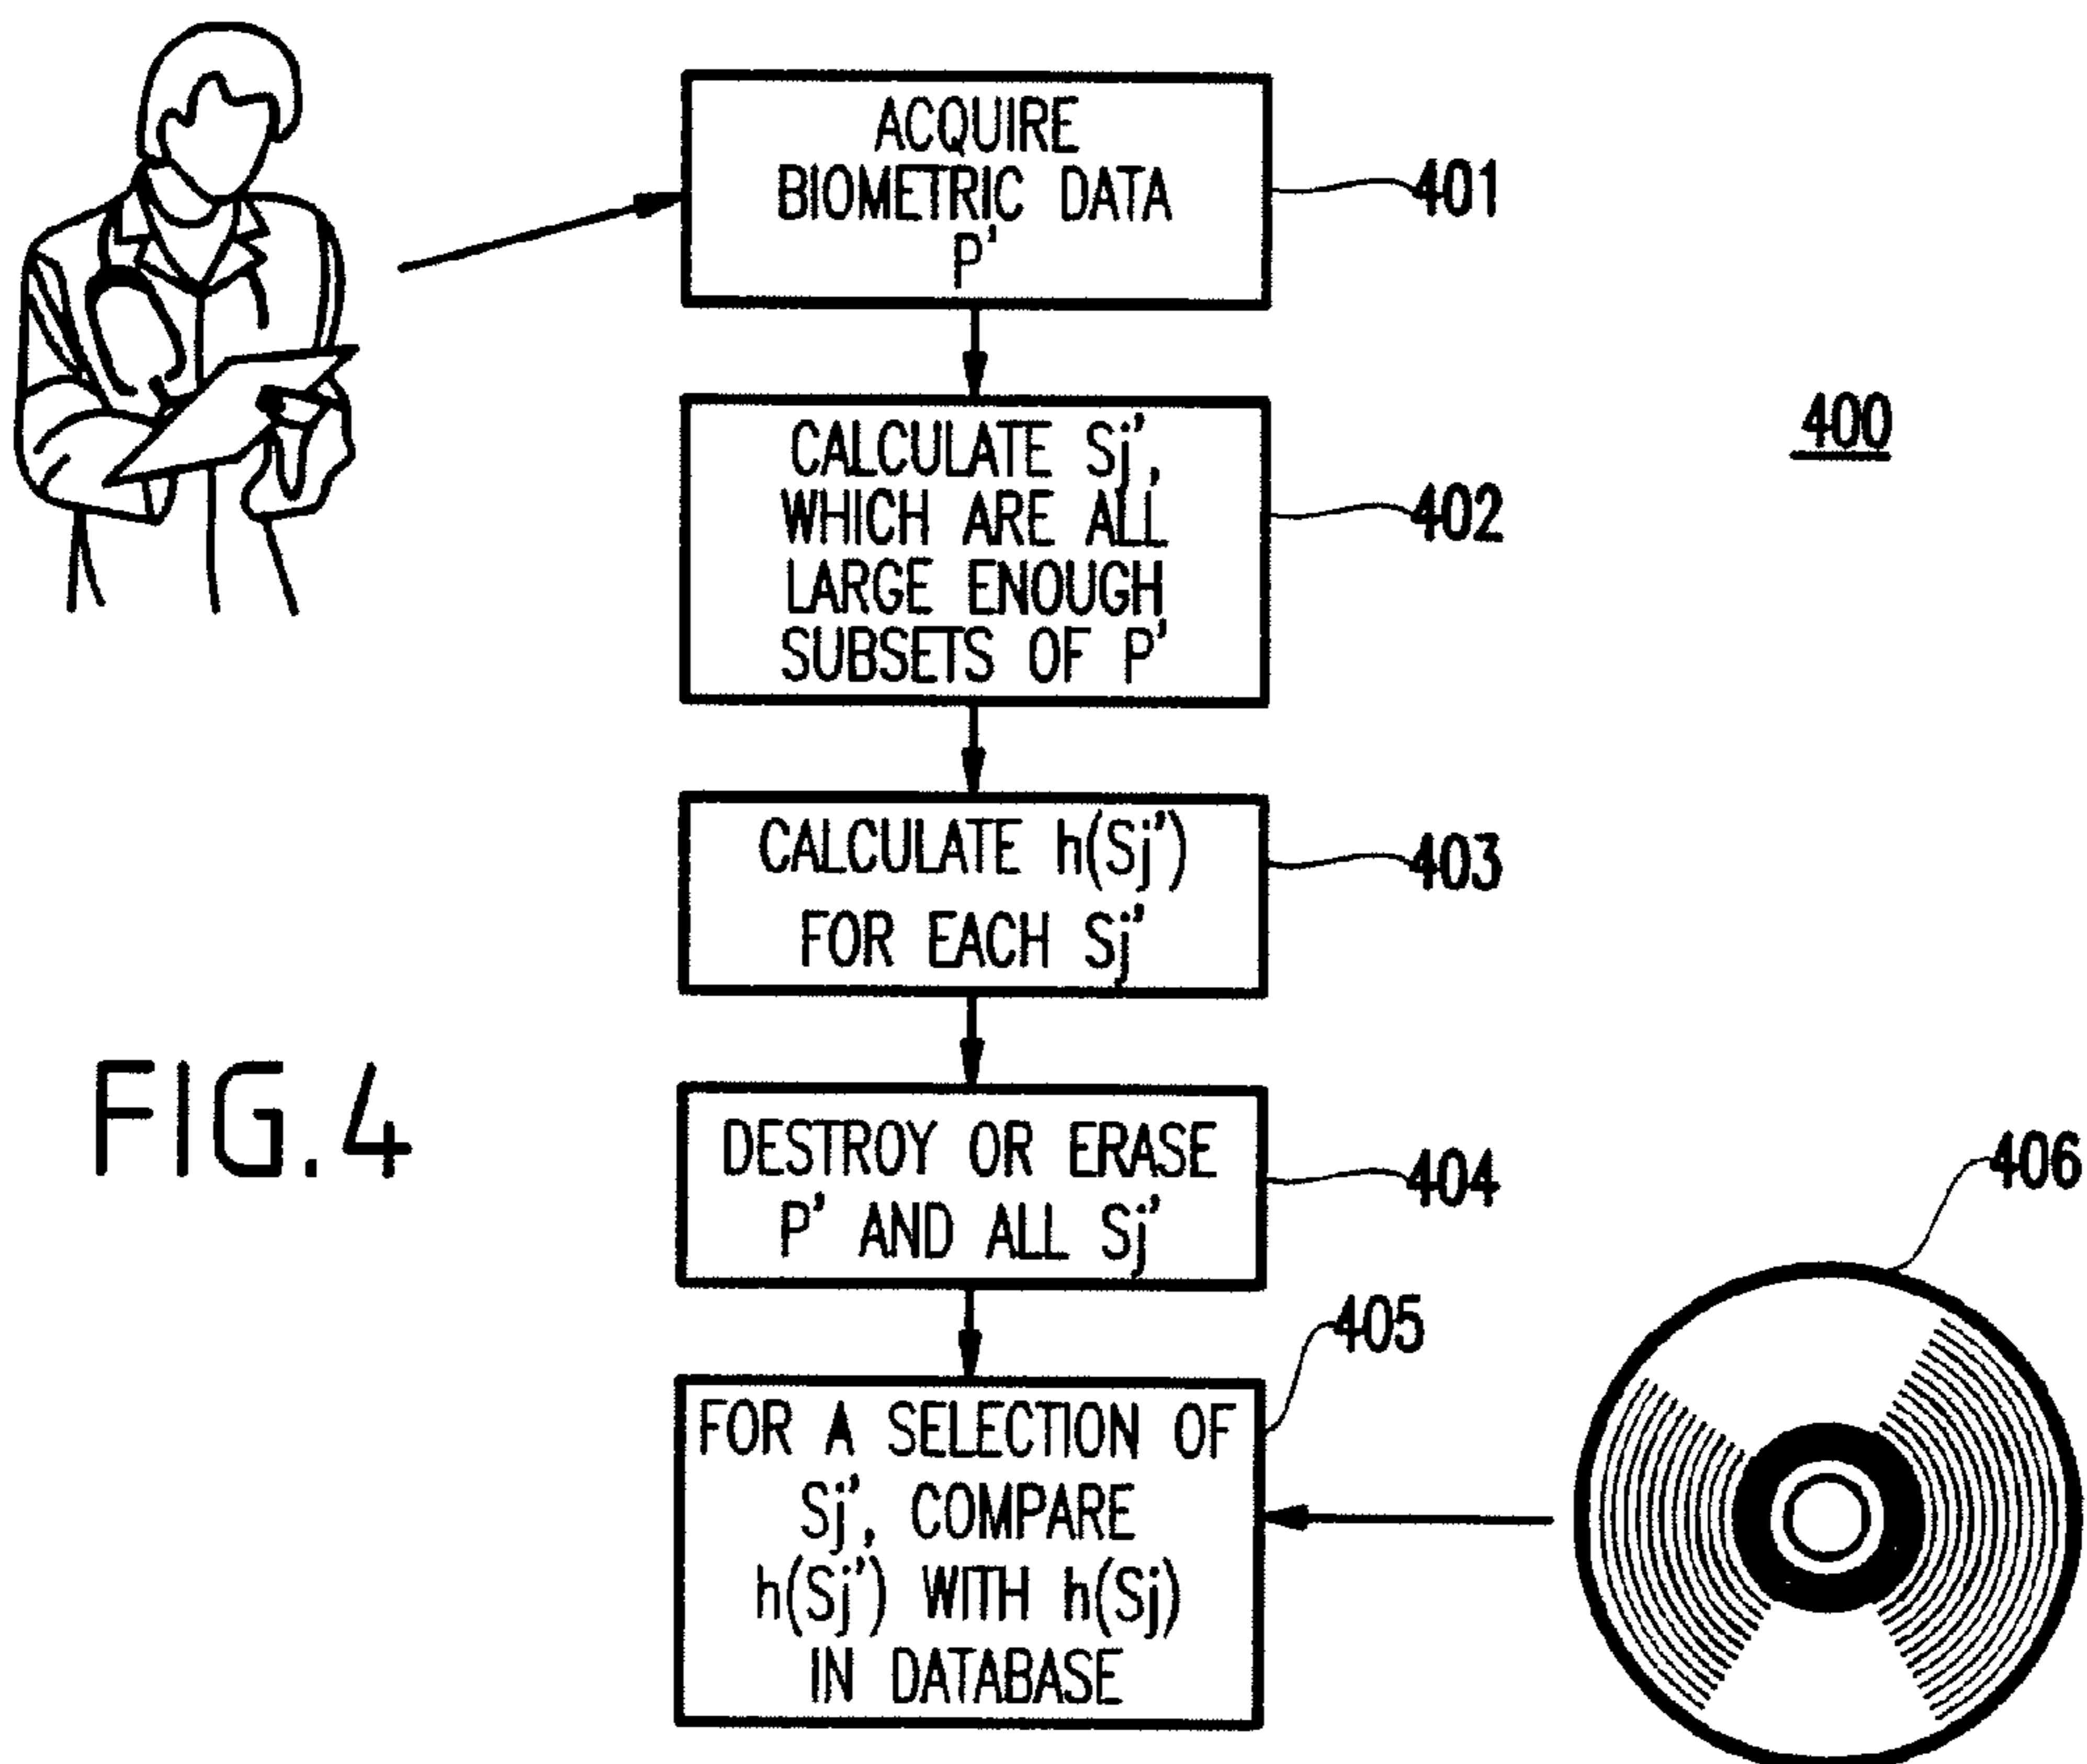 ACQUIRE
BIOMETRIC DATA
P'
401
CALCULATE Sj',
WHICH ARE ALL
LARGE ENOUGH
SUBSETS OF P'
402
400
CALCULATE h(Sj')
FOR EACH Sj'
403
FIG.4
DESTROY OR ERASE
P' AND ALL Sj'
404
406
405
FOR A SELECTION OF
Sj', COMPARE
h(Sj') WITH h(Sj)
IN DATABASE